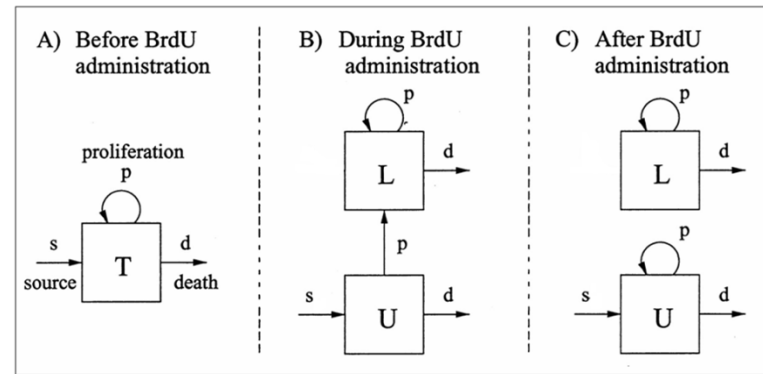 A) Before BrdU
administration
proliferation
p
s
d
T
source
death
B) During BrdU
administration
p
L
d
p
s
U
d
C) After BrdU
administration
p
L
d
p
s
U
d